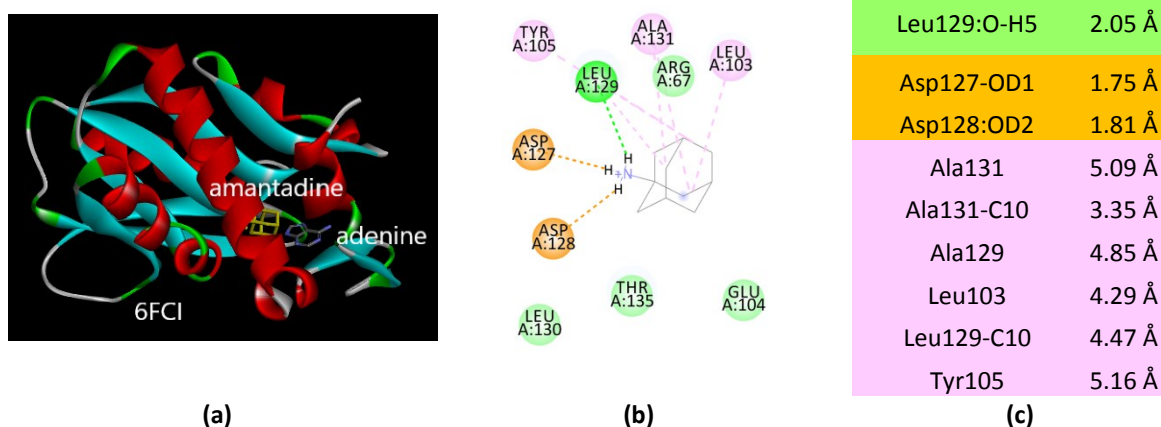 amantadine
adenine
6FCI
(a)
TYR
A:105
ALA
A:131
LEU
A:103
LEU
A:129
ARG
A:67
ASP
A:127
H
H
N
+
H
ASP
A:128
THR
A:135
GLU
A:104
LEU
A:130
(b)
Leu129:O-H5 2.05 Å
Asp127-OD1 1.75 Å
Asp128:OD2 1.81 Å
Ala131 5.09 Å
Ala131-C10 3.35 Å
Ala129 4.85 Å
Leu103 4.29 Å
Leu129-C10 4.47 Å
Tyr105 5.16 Å
(c)